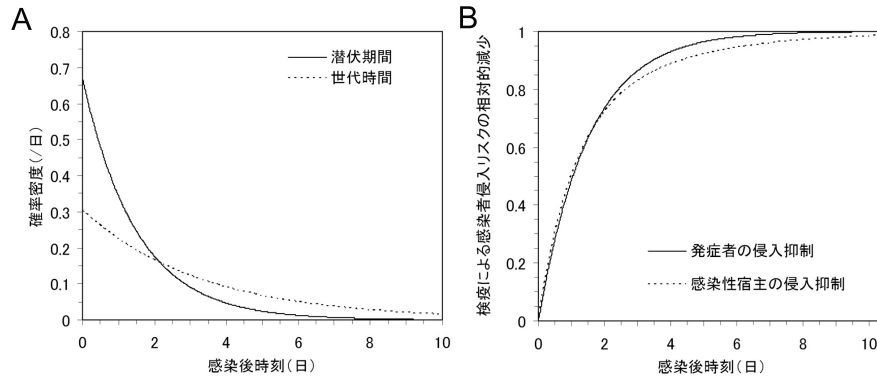 A
確率密度(/日)
0.8
0.7
0.6
0.5
0.4
0.3
0.2
0.1
0
潜伏期間
世代時間
0 2 4 6 8 10
感染後時刻(日)
B
検疫による感染者侵入リスクの相対的減少
1
0.8
0.6
0.4
0.2
0
発症者の侵入抑制
感染性宿主の侵入抑制
0 2 4 6 8 10
感染後時刻(日)